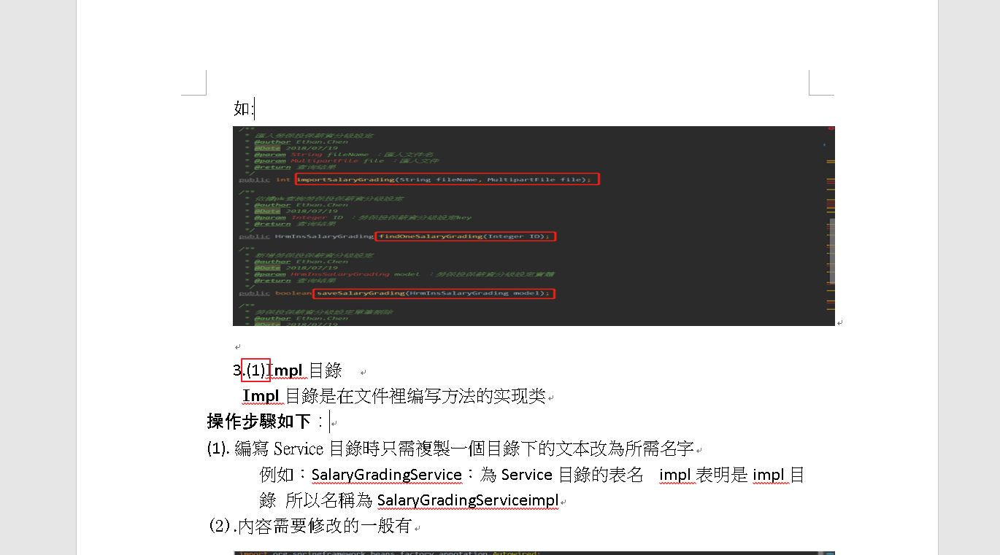 如:
/**
* 匯入勞保投保薪資分級設定
* @author Ethan.Chen
* @Date 2018/07/19
* @param String fileName ：匯入文件名
* @param MultipartFile file ：匯入文件
* @return 查询結果
*/
public int importSalaryGrading(String fileName, MultipartFile file);
/**
* 依據pk查詢勞保投保薪資分級設定
* @author Ethan.Chen
* @Date 2018/07/19
* @param Integer ID ：勞保投保薪資分級設定key
* @return 查询結果
*/
public HrmInsSalaryGrading findOneSalaryGrading(Integer ID);
/**
* 新增勞保投保薪資分級設定
* @author Ethan.Chen
* @Date 2018/07/19
* @param HrmInsSalaryGrading model ：勞保投保薪資分級設定實體
* @return 查询結果
*/
public boolean saveSalaryGrading(HrmInsSalaryGrading model);
/**
* 勞保投保薪資分級設定單筆刪除
* @author Ethan.Chen
* @Date 2018/07/19
3.(1)Impl 目錄
Impl 目錄是在文件裡编写方法的实现类
操作步驟如下：
(1). 編寫 Service 目錄時只需複製一個目錄下的文本改為所需名字
例如：SalaryGradingService：為 Service 目錄的表名 impl 表明是 impl 目
錄 所以名稱為 SalaryGradingServiceimpl
(2).內容需要修改的一般有
import org.springframework.beans.factory.annotation.Autowired;